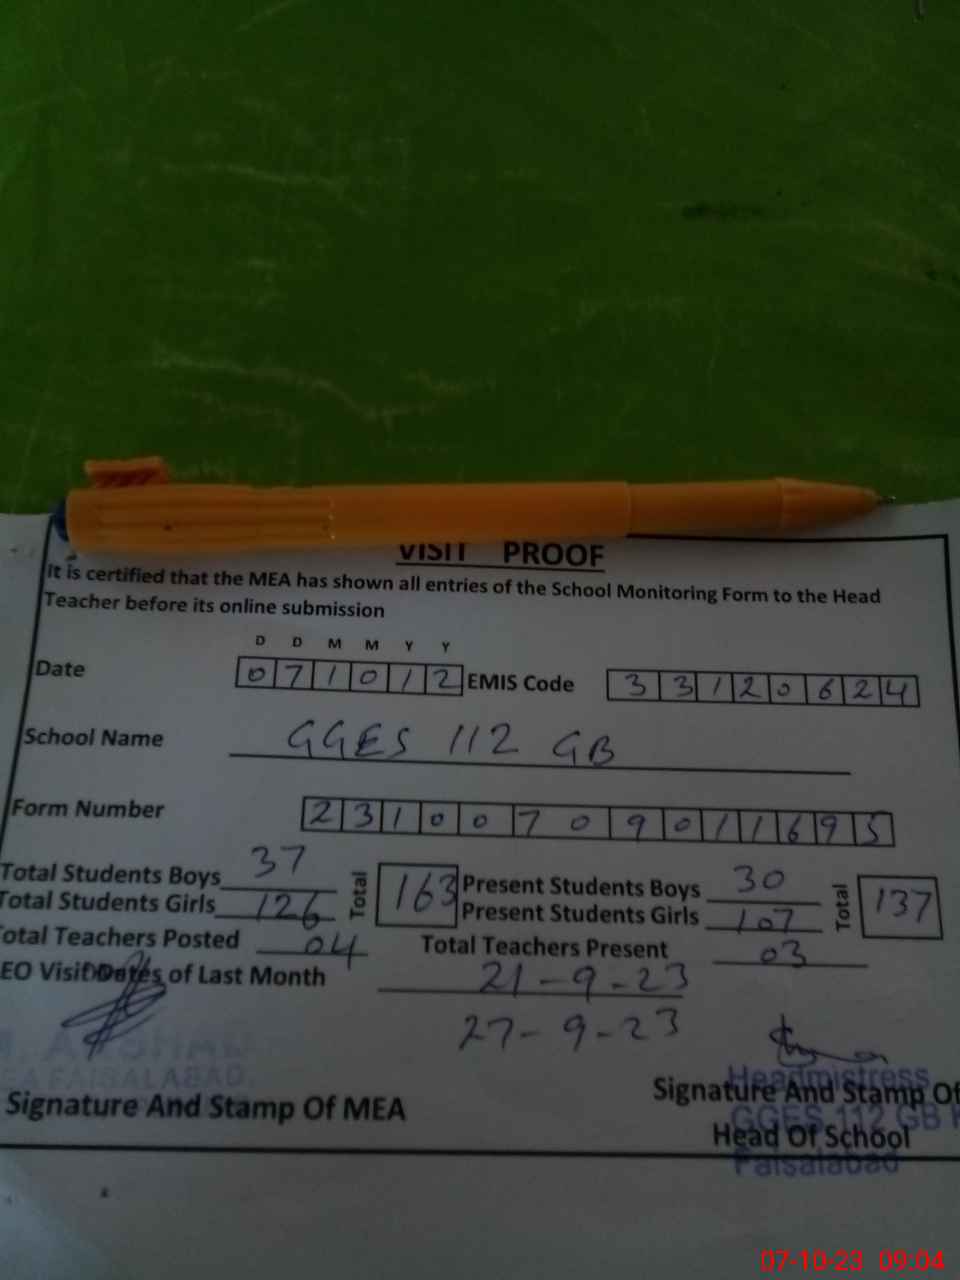 VISIT PROOF
It is certified that the MEA has shown all entries of the School Monitoring Form to the Head
Teacher before its online submission
D D M M Y Y
Date 0 7 1 0 1 2 EMIS Code 3 3 1 2 0 6 2 4
School Name GGES 112 GB
Form Number 2 3 1 0 0 7 0 9 0 1 1 6 9 5
Total Students Boys 37 Total 163 Present Students Boys 30 Total 137
Total Students Girls 126 Present Students Girls 107
Total Teachers Posted 04 Total Teachers Present 03
EO Visit Dates of Last Month 21-9-23
27-9-23
FAISALABAD.
Headmistress
Signature And Stamp Of MEA Signature And Stamp Of
GGES 112 GB
Head Of School
Faisalabad
07-10-23 09:04